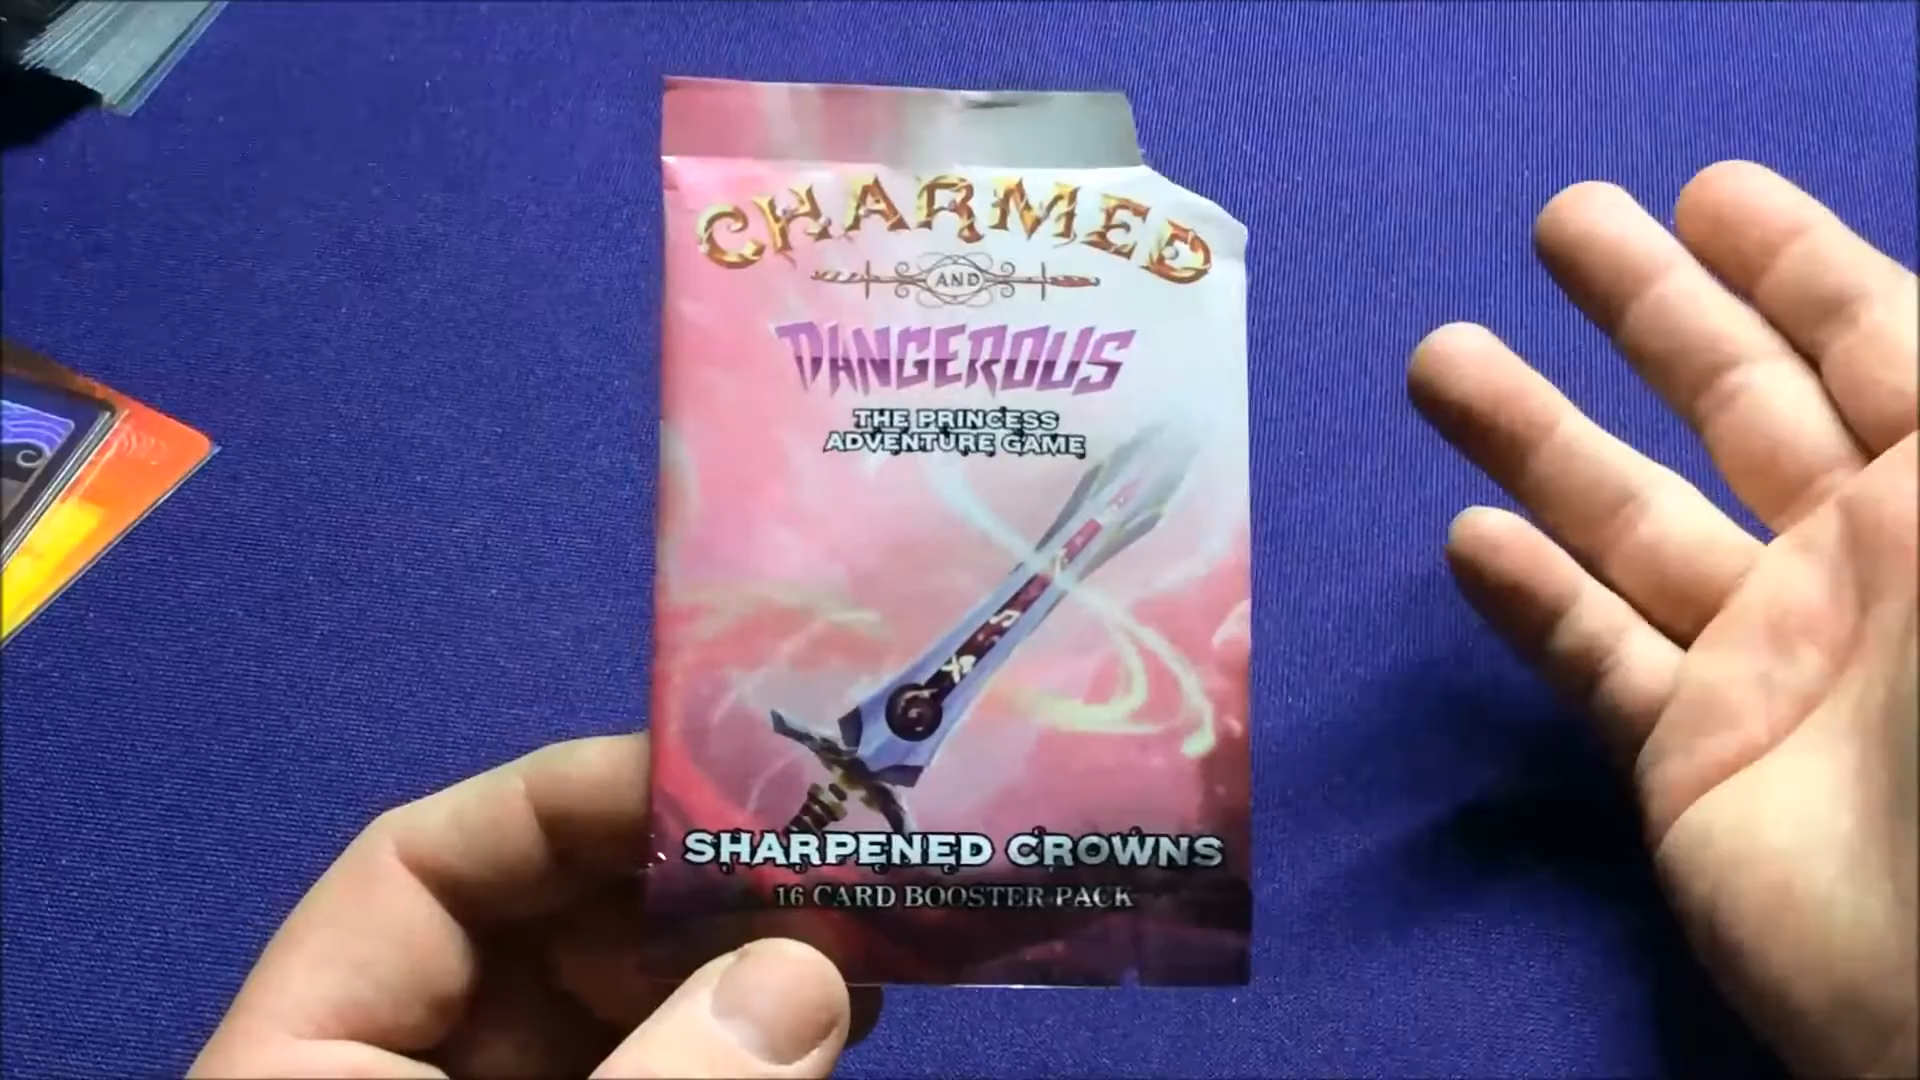 CHARMED
AND
DANGEROUS
THE PRINCESS
ADVENTURE GAME
SHARPENED CROWNS
16 CARD BOOSTER PACK